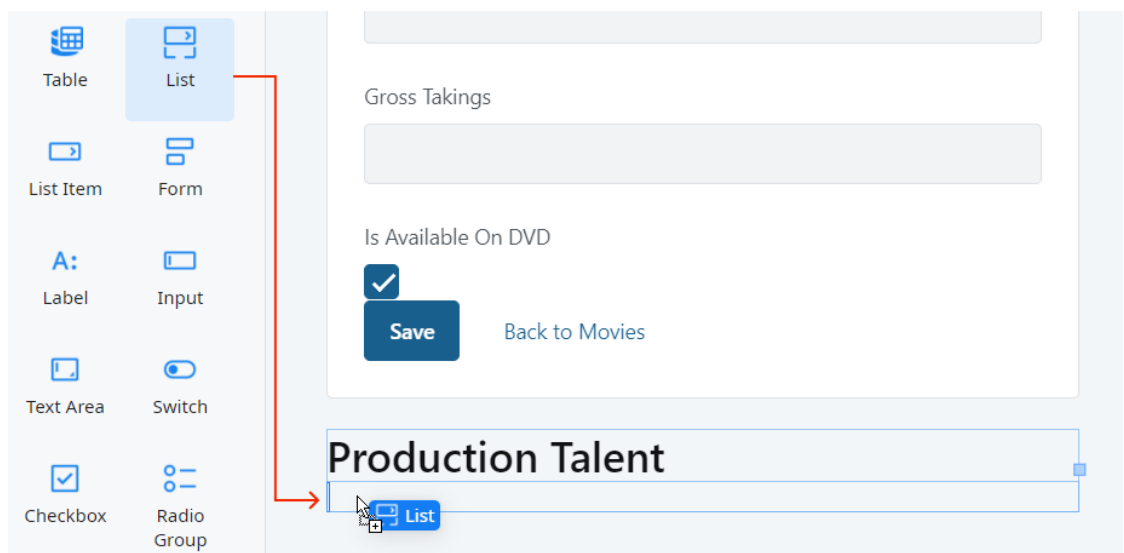 Table
List
List Item
Form
A:
Label
Input
Text Area
Switch
Checkbox
Radio
Group
Gross Takings
Is Available On DVD
Save
Back to Movies
Production Talent
List